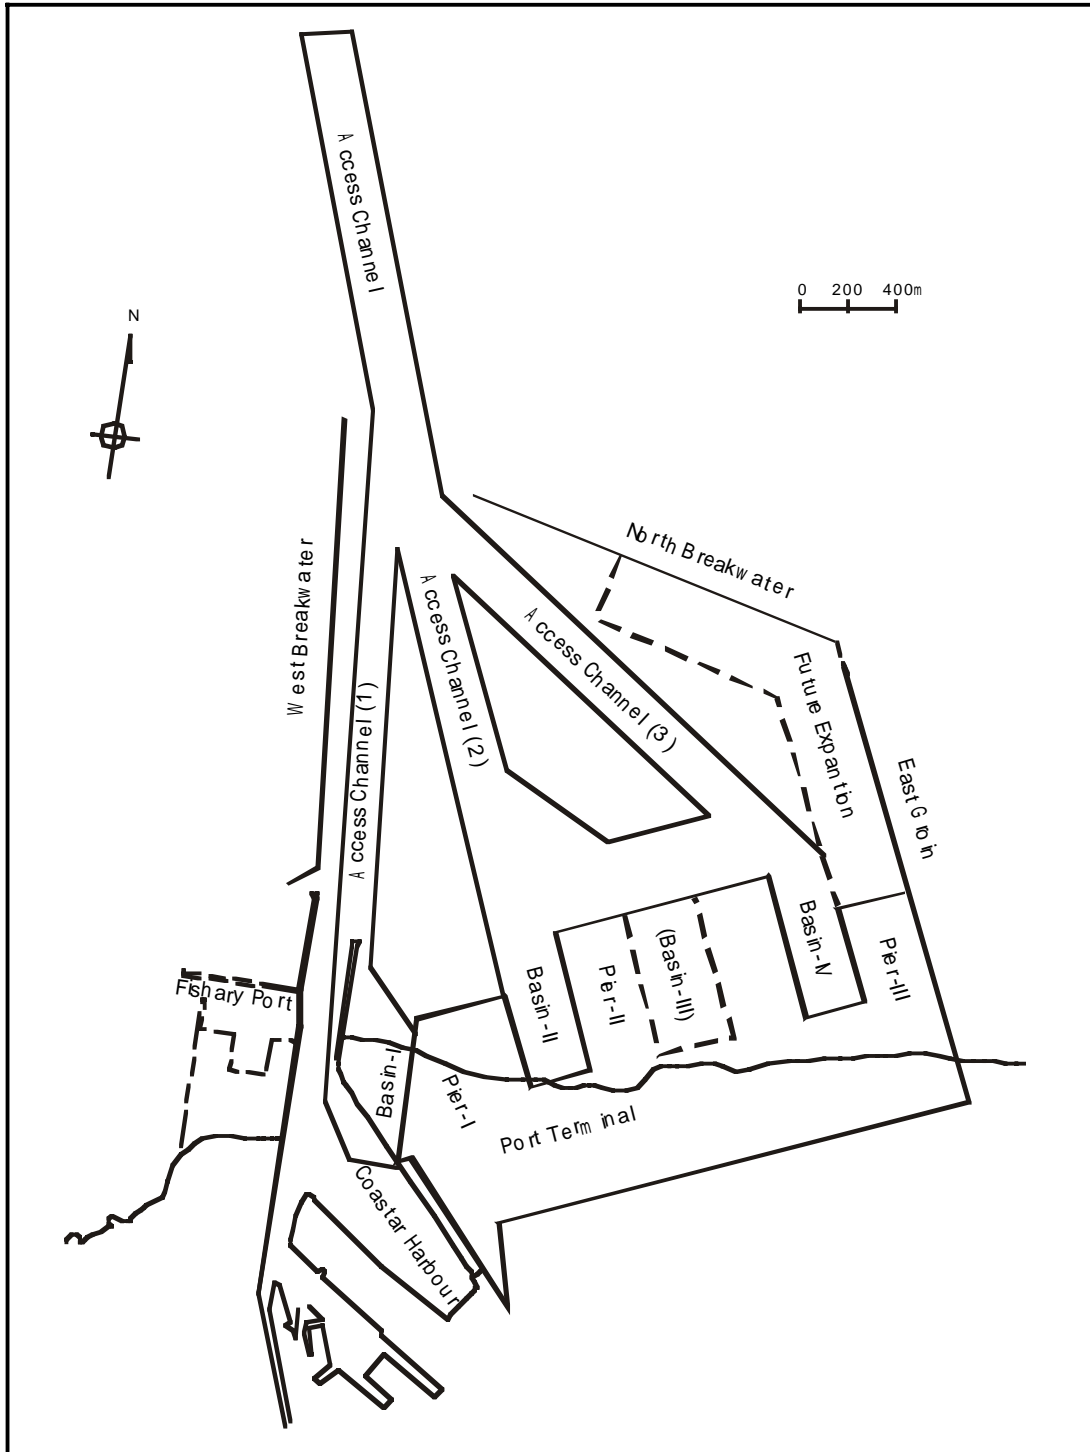 Access Channel
0 200 400m
N
North Breakwater
West Breakwater
Access Channel (1)
Access Channel (2)
Access Channel (3)
Future Expantion
East Groin
Fishary Port
Basin-I
Pier-I
Basin-II
Pier-II
(Basin-III)
Basin-IV
Pier-III
Port Terminal
Coastar Harbour